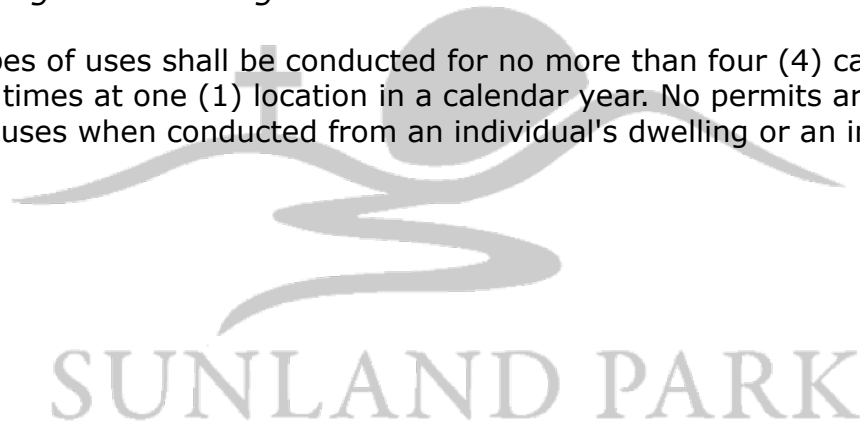 pes of uses shall be conducted for no more than four (4) ca
times at one (1) location in a calendar year. No permits ar
uses when conducted from an individual's dwelling or an in
SUNLAND PARK